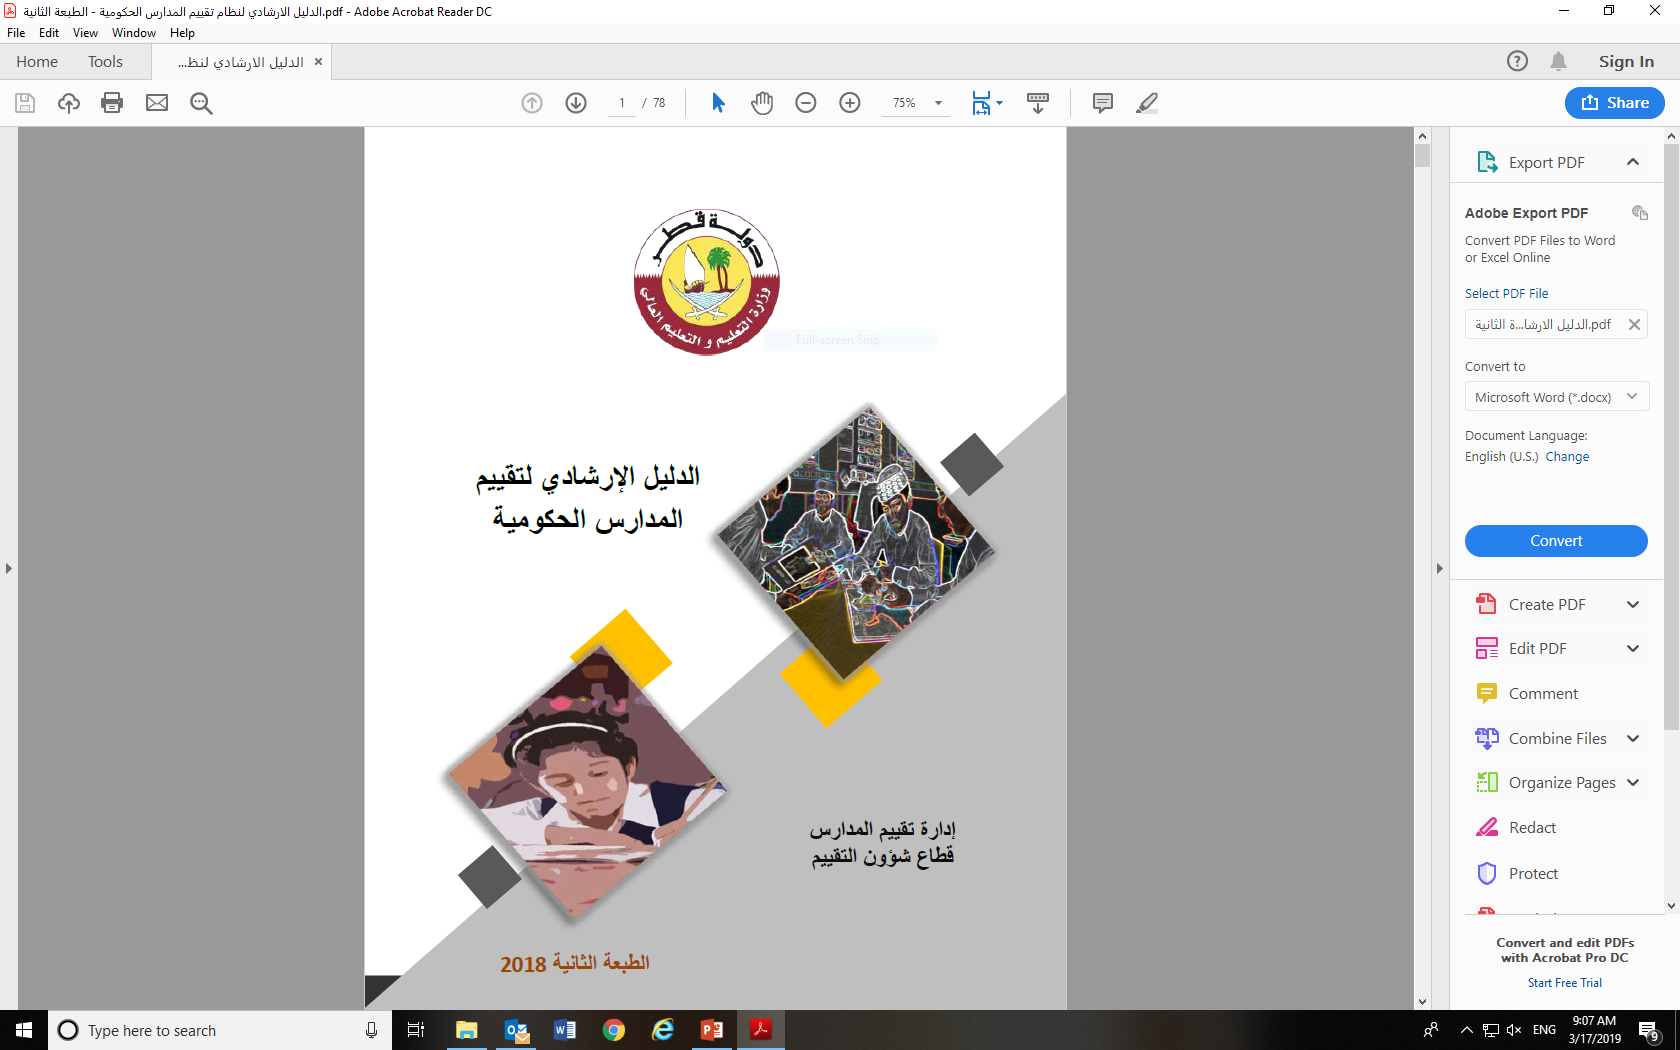 الدليل الارشادي لنظام تقييم المدارس الحكومية - الطبعة الثانية.pdf - Adobe Acrobat Reader DC
File Edit View Window Help
Home Tools الدليل الارشادي لنظ... × Sign In
1 / 78 75% Share
Export PDF
Adobe Export PDF
Convert PDF Files to Word
or Excel Online
Select PDF File
الدليل الارشا...ة الثانية.pdf
Convert to
Microsoft Word (*.docx)
Document Language:
English (U.S.) Change
Convert
Create PDF
Edit PDF
Comment
Combine Files
Organize Pages
Redact
Protect
Convert and edit PDFs
with Acrobat Pro DC
Start Free Trial
دولة قطر
وزارة التعليم و التعليم العالي
Full-screen Snip
الدليل الإرشادي لتقييم
المدارس الحكومية
إدارة تقييم المدارس
قطاع شؤون التقييم
الطبعة الثانية 2018
Type here to search
ENG
9:07 AM
3/17/2019
9